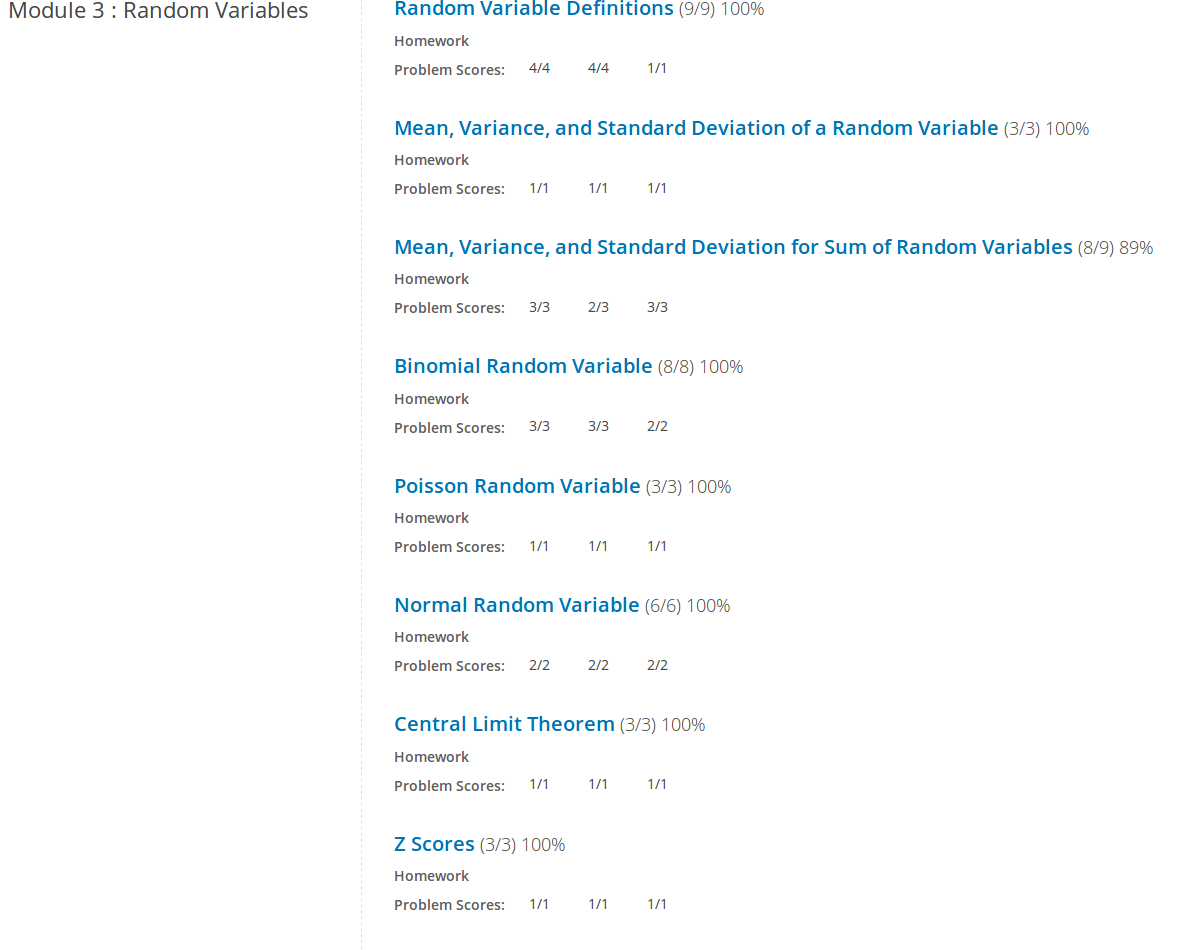 Module 3 : Random Variables
Random Variable Definitions (9/9) 100%
Homework
Problem Scores: 4/4 4/4 1/1
Mean, Variance, and Standard Deviation of a Random Variable (3/3) 100%
Homework
Problem Scores: 1/1 1/1 1/1
Mean, Variance, and Standard Deviation for Sum of Random Variables (8/9) 89%
Homework
Problem Scores: 3/3 2/3 3/3
Binomial Random Variable (8/8) 100%
Homework
Problem Scores: 3/3 3/3 2/2
Poisson Random Variable (3/3) 100%
Homework
Problem Scores: 1/1 1/1 1/1
Normal Random Variable (6/6) 100%
Homework
Problem Scores: 2/2 2/2 2/2
Central Limit Theorem (3/3) 100%
Homework
Problem Scores: 1/1 1/1 1/1
Z Scores (3/3) 100%
Homework
Problem Scores: 1/1 1/1 1/1